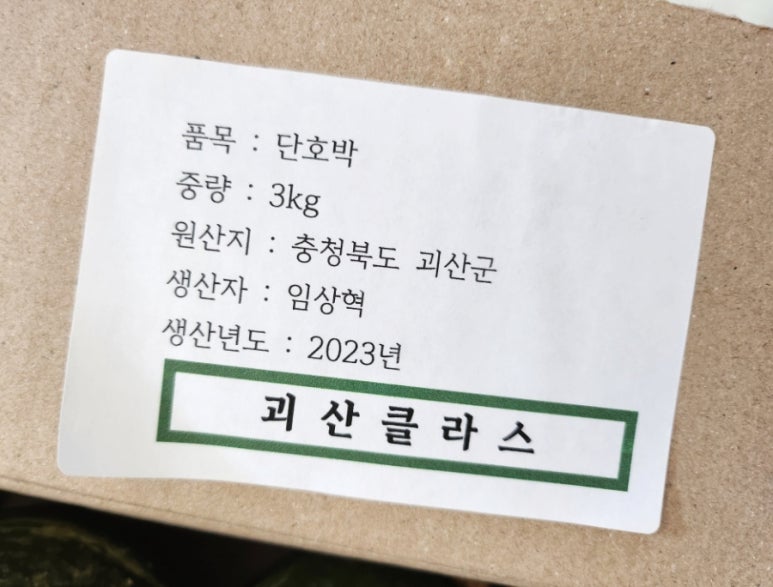 품목 : 단호박
중량 : 3kg
원산지 : 충청북도 괴산군
생산자 : 임상혁
생산년도 : 2023년
괴산클라스